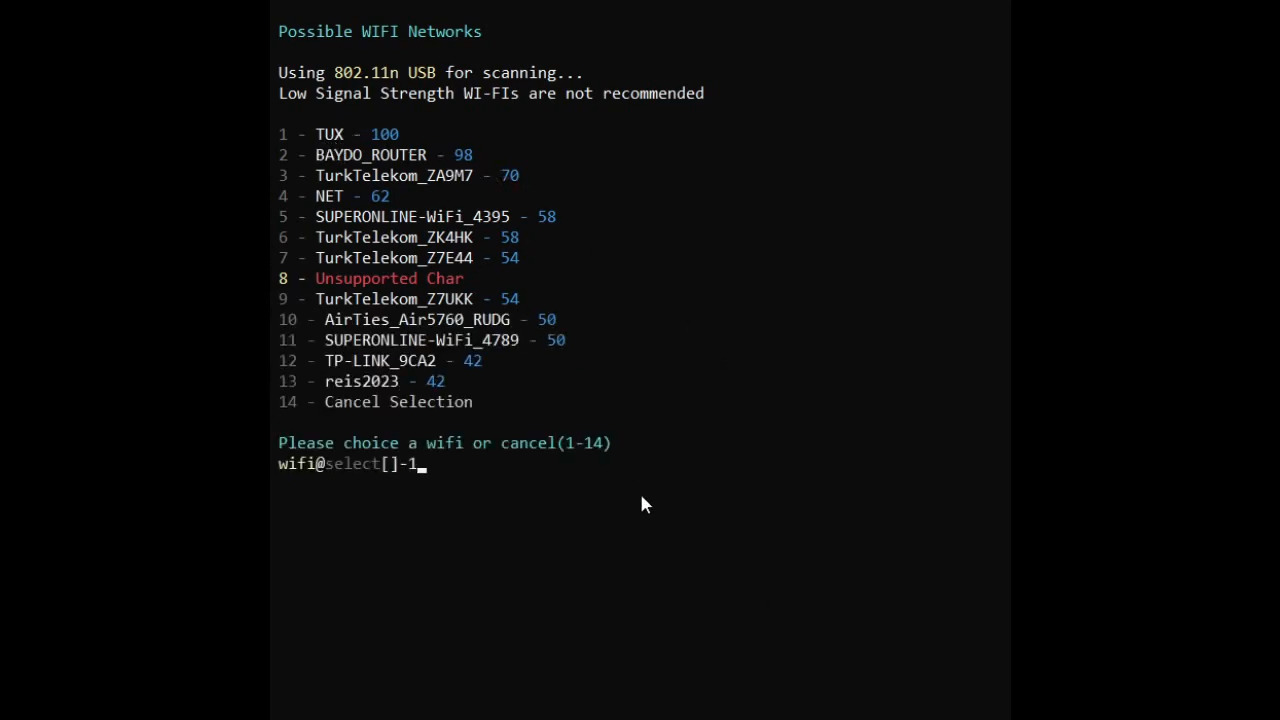 Possible WIFI Networks
Using 802.11n USB for scanning...
Low Signal Strength WI-FIs are not recommended
1 - TUX - 100
2 - BAYDO_ROUTER - 98
3 - TurkTelekom_ZA9M7 - 70
4 - NET - 62
5 - SUPERONLINE-WiFi_4395 - 58
6 - TurkTelekom_ZK4HK - 58
7 - TurkTelekom_Z7E44 - 54
8 - Unsupported Char
9 - TurkTelekom_Z7UKK - 54
10 - AirTies_Air5760_RUDG - 50
11 - SUPERONLINE-WiFi_4789 - 50
12 - TP-LINK_9CA2 - 42
13 - reis2023 - 42
14 - Cancel Selection
Please choice a wifi or cancel(1-14)
wifi@select[]-1_